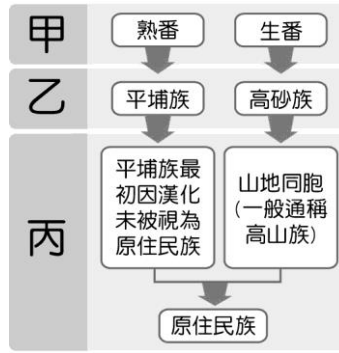 甲
熟番
生番
乙
平埔族
高砂族
丙
平埔族最
初因漢化
未被視為
原住民族
山地同胞
(一般通稱
高山族)
原住民族